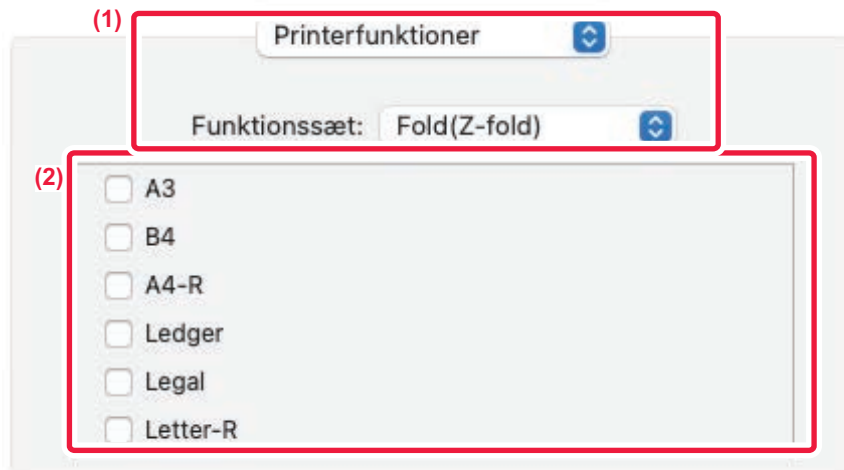 (1)
Printerfunktioner
Funktionssæt: Fold(Z-fold)
(2)
A3
B4
A4-R
Ledger
Legal
Letter-R